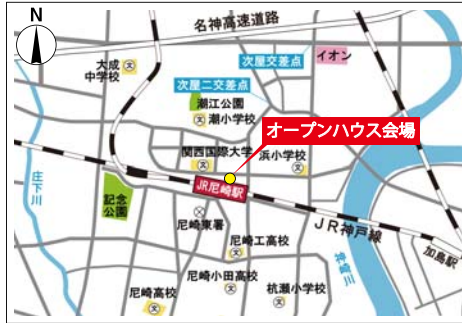 N
名神高速道路
大成
中学校
次屋交差点
イオン
次屋二交差点
潮江公園
潮小学校
オープンハウス会場
関西国際大学
浜小学校
庄下川
記念
公園
JR尼崎駅
尼崎東署
JR神戸線
尼崎工高校
加島駅
神崎川
尼崎小田高校
尼崎高校
杭瀬小学校